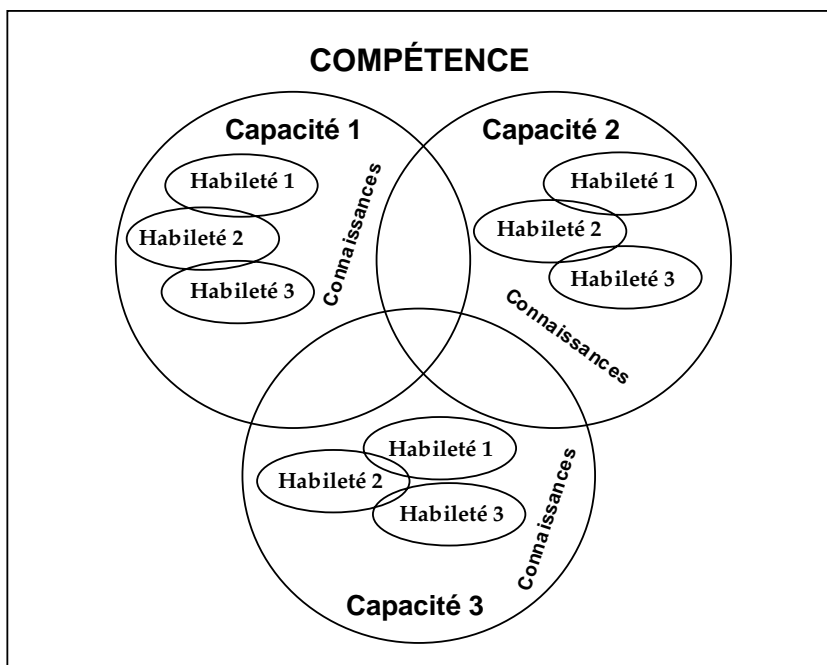 COMPÉTENCE
Capacité 1
Habileté 1
Habileté 2
Habileté 3
Connaissances
Capacité 2
Habileté 1
Habileté 2
Habileté 3
Connaissances
Habileté 1
Habileté 2
Habileté 3
Connaissances
Capacité 3